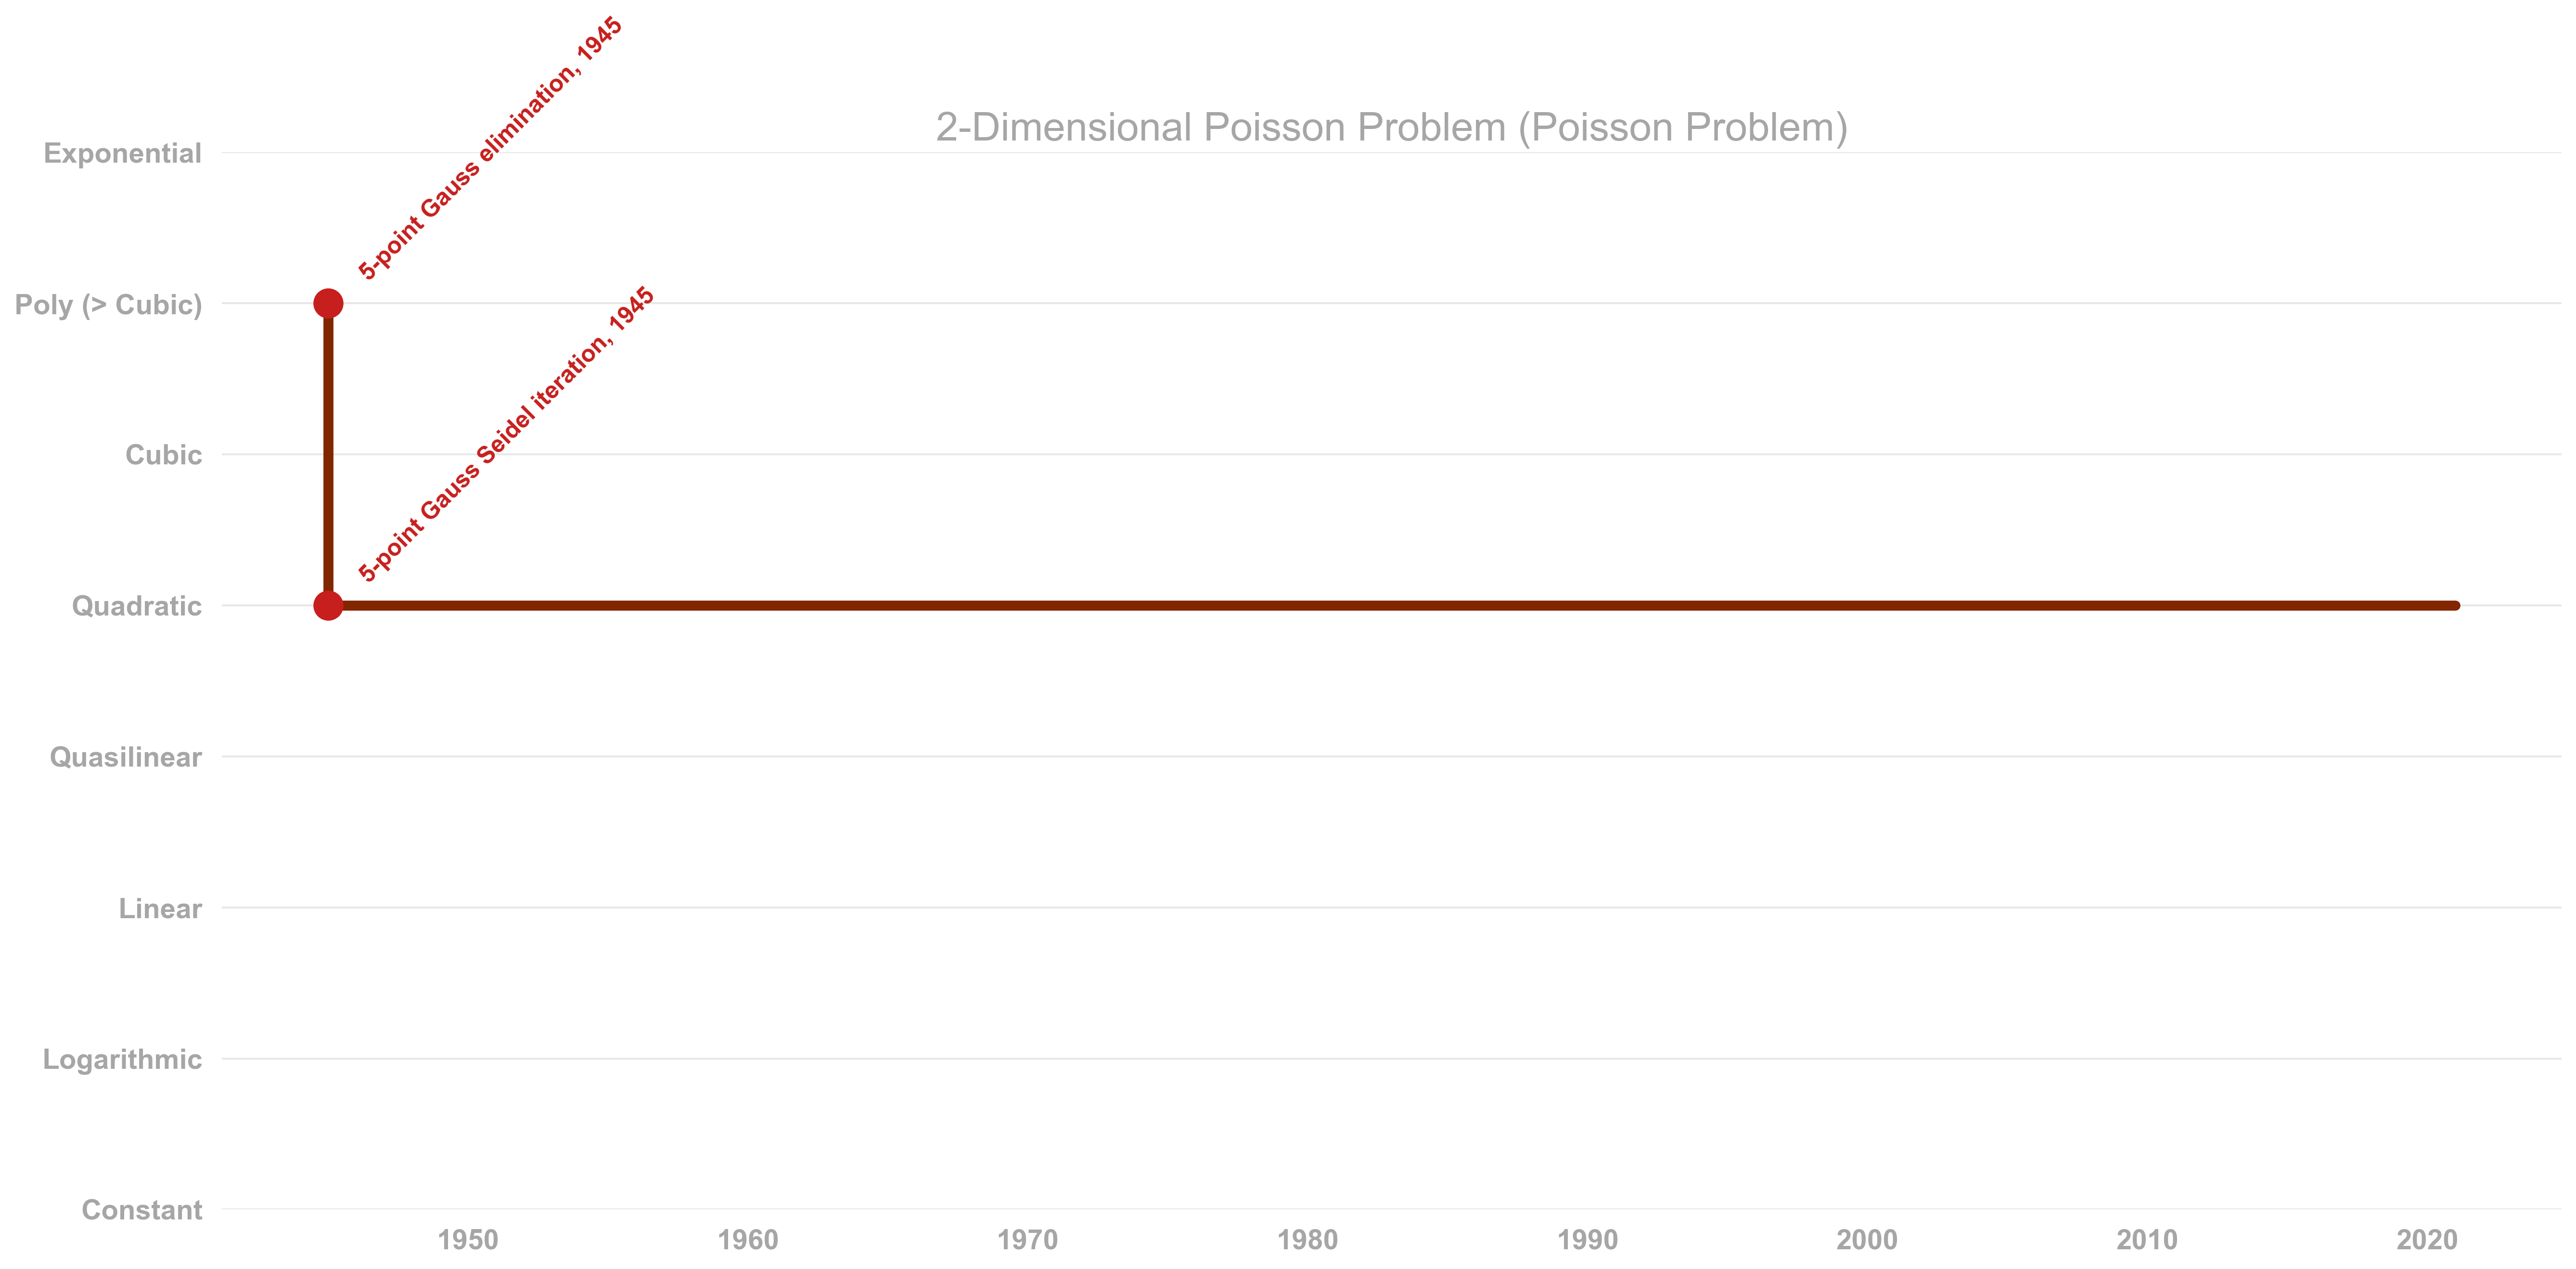 5-point Gauss elimination, 1945
2-Dimensional Poisson Problem (Poisson Problem)
Exponential
Poly (> Cubic)
5-point Gauss Seidel iteration, 1945
Cubic
Quadratic
Quasilinear
Linear
Logarithmic
Constant
1950 1960 1970 1980 1990 2000 2010 2020